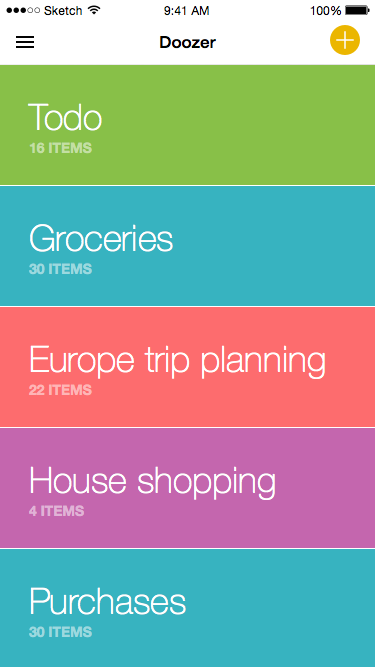 Sketch 9:41 AM 100%
Doozer
Todo
16 ITEMS
Groceries
30 ITEMS
Europe trip planning
22 ITEMS
House shopping
4 ITEMS
Purchases
30 ITEMS